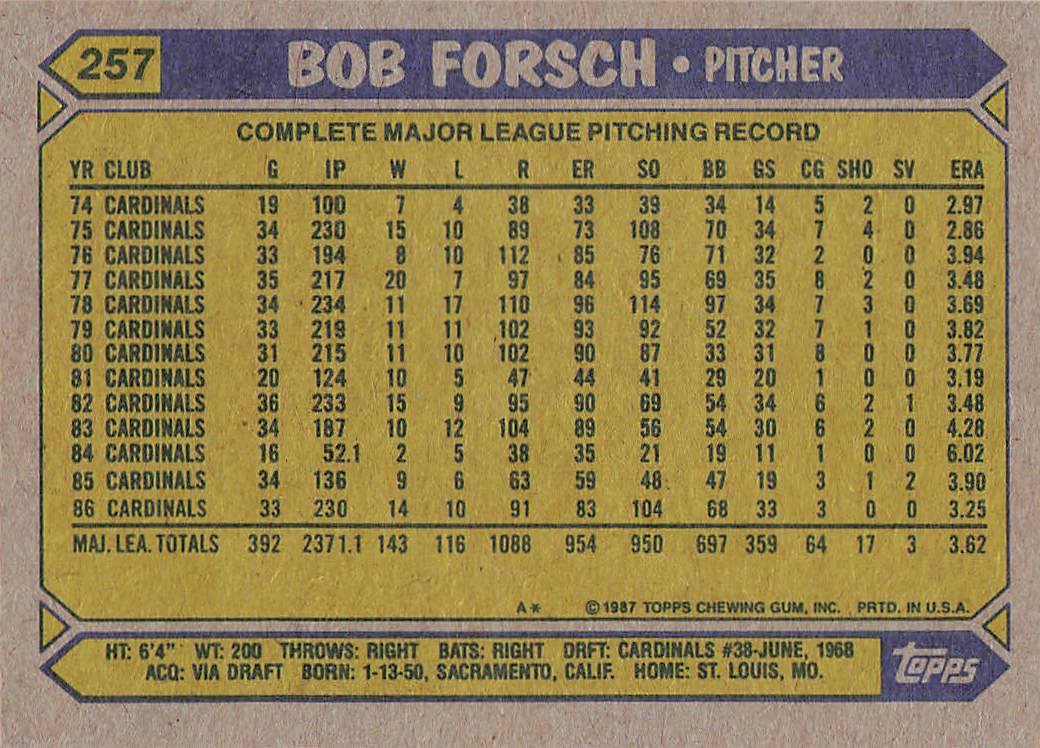 257 BOB FORSCH • PITCHER
COMPLETE MAJOR LEAGUE PITCHING RECORD
YR CLUB G IP W L R ER SO BB GS CG SHO SV ERA
74 CARDINALS 19 100 7 4 38 33 39 34 14 5 2 0 2.97
75 CARDINALS 34 230 15 10 89 73 108 70 34 7 4 0 2.86
76 CARDINALS 33 194 8 10 112 85 76 71 32 2 0 0 3.94
77 CARDINALS 35 217 20 7 97 84 95 69 35 8 2 0 3.48
78 CARDINALS 34 234 11 17 110 96 114 97 34 7 3 0 3.69
79 CARDINALS 33 219 11 11 102 93 92 52 32 7 1 0 3.82
80 CARDINALS 31 215 11 10 102 90 87 33 31 8 0 0 3.77
81 CARDINALS 20 124 10 5 47 44 41 29 20 1 0 0 3.19
82 CARDINALS 36 233 15 9 95 90 69 54 34 6 2 1 3.48
83 CARDINALS 34 187 10 12 104 89 56 54 30 6 2 0 4.28
84 CARDINALS 16 52.1 2 5 38 35 21 19 11 1 0 0 6.02
85 CARDINALS 34 136 9 6 63 59 48 47 19 3 1 2 3.90
86 CARDINALS 33 230 14 10 91 83 104 68 33 3 0 0 3.25
MAJ. LEA. TOTALS 392 2371.1 143 116 1088 954 950 697 359 64 17 3 3.62
A* ©1987 TOPPS CHEWING GUM, INC. PRTD. IN U.S.A.
HT: 6'4" WT: 200 THROWS: RIGHT BATS: RIGHT DRFT: CARDINALS #38-JUNE, 1968
ACQ: VIA DRAFT BORN: 1-13-50, SACRAMENTO, CALIF. HOME: ST. LOUIS, MO.
topps